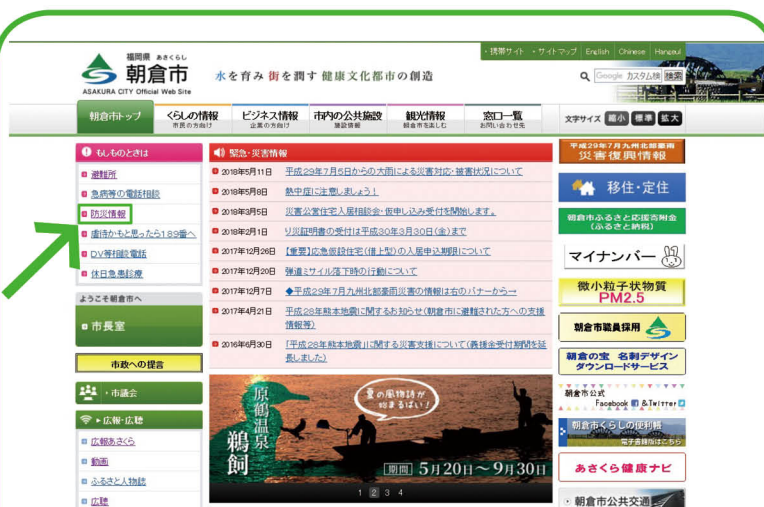 ・携帯サイト ・サイトマップ English Chinese Hangeul
福岡県 あさくらし
朝倉市
ASAKURA CITY Official Web Site
水を育み 街を潤す 健康文化都市の創造
Google カスタム検 検索
朝倉市トップ
くらしの情報
市民の方向け
ビジネス情報
企業の方向け
市内の公共施設
施設情報
観光情報
朝倉市を楽しむ
窓口一覧
お問い合わせ先
文字サイズ 縮小 標準 拡大
もしものときは
避難所
急病等の電話相談
防災情報
虐待かもと思ったら189番へ
DV等相談電話
休日急患診療
ようこそ朝倉市へ
市長室
市政への提言
・市議会
広報・広聴
広報あさくら
動画
ふるさと人物誌
広聴
緊急・災害情報
2018年5月11日 平成29年7月5日からの大雨による災害対応・被害状況について
2018年5月8日 熱中症に注意しましょう!
2018年3月5日 災害公営住宅入居相談会・仮申し込み受付を開始します。
2018年2月1日 り災証明書の受付は平成30年3月30日(金)まで
2017年12月26日 【重要】応急仮設住宅(借上型)の入居申込期限について
2017年12月20日 弾道ミサイル落下時の行動について
2017年12月7日 ◆平成29年7月九州北部豪雨災害の情報は右のバナーから→
2017年4月21日 平成28年熊本地震に関するお知らせ(朝倉市に避難された方への支援
情報等)
2016年6月30日 「平成28年熊本地震」に関する災害支援について(義援金受付期間を延
長しました)
原鶴温泉
鵜飼
夏の風物詩が
始まるばい!
期間 5月20日〜9月30日
1 2 3 4
平成29年7月九州北部豪雨
災害復興情報
移住・定住
朝倉市ふるさと応援寄附金
(ふるさと納税)
マイナンバー
微小粒子状物質
PM2.5
朝倉市職員採用
朝倉の宝 名刺デザイン
ダウンロードサービス
朝倉市公式
Facebook &Twitter
朝倉市くらしの便利帳
電子書籍版はこちら
あさくら健康ナビ
朝倉市公共交通